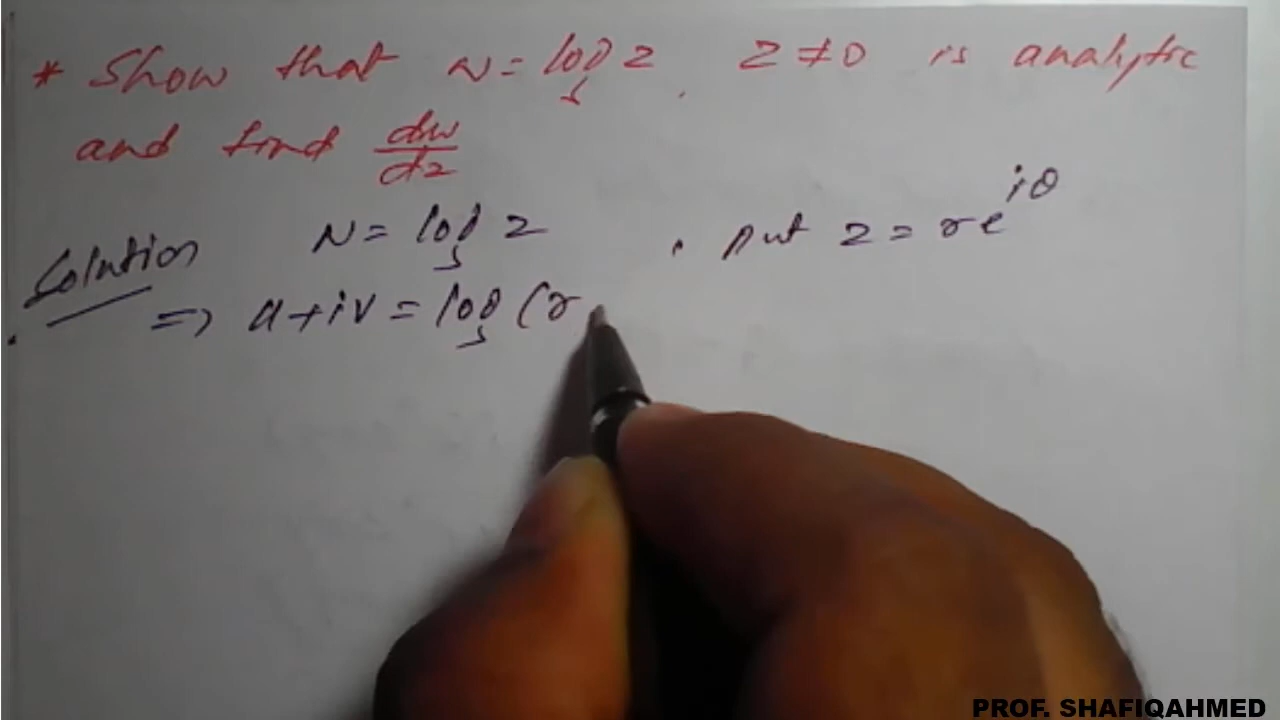 * Show that w = log z , z ≠ 0 is analytic
and find dw/dz
Solution w = log z , put z = re^iθ
=> u + iv = log (r
PROF. SHAFIQAHMED